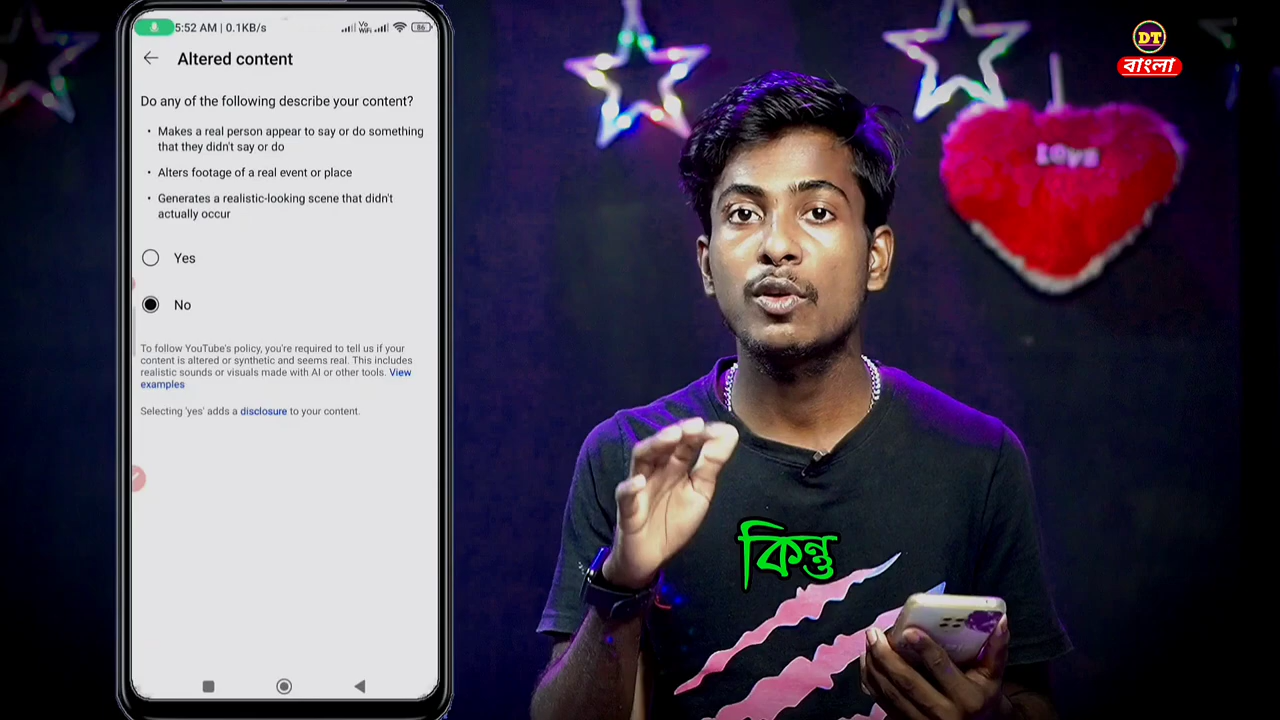 5:52 AM | 0.1KB/s
Vo
WiFi
86
Altered content
Do any of the following describe your content?
• Makes a real person appear to say or do something
that they didn't say or do
• Alters footage of a real event or place
• Generates a realistic-looking scene that didn't
actually occur
Yes
No
To follow YouTube's policy, you're required to tell us if your
content is altered or synthetic and seems real. This includes
realistic sounds or visuals made with AI or other tools. View
examples
Selecting 'yes' adds a disclosure to your content.
DT
বাংলা
LOVE
কিন্তু